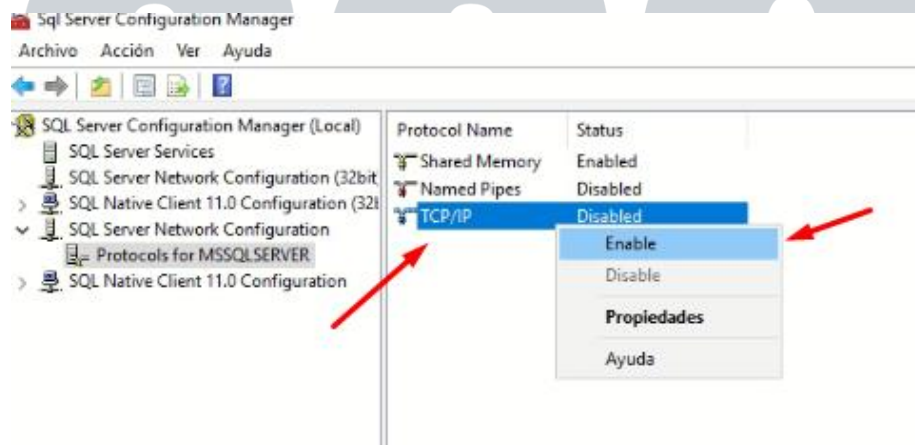 Sql Server Configuration Manager
Archivo Acción Ver Ayuda
SQL Server Configuration Manager (Local)
SQL Server Services
SQL Server Network Configuration (32bit
SQL Native Client 11.0 Configuration (32
SQL Server Network Configuration
Protocols for MSSQLSERVER
SQL Native Client 11.0 Configuration
Protocol Name Status
Shared Memory Enabled
Named Pipes Disabled
TCP/IP Disabled
Enable
Disable
Propiedades
Ayuda